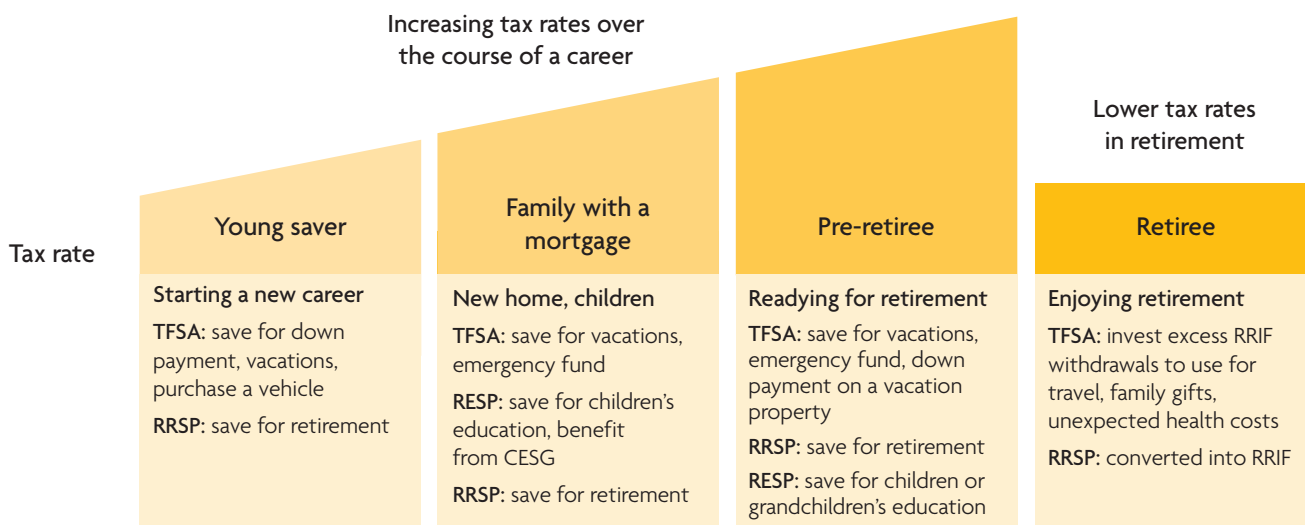 Increasing tax rates over
the course of a career
Lower tax rates
in retirement
Tax rate
Young saver
Starting a new career
TFSA: save for down
payment, vacations,
purchase a vehicle
RRSP: save for retirement
Family with a
mortgage
New home, children
TFSA: save for vacations,
emergency fund
RESP: save for children’s
education, benefit
from CESG
RRSP: save for retirement
Pre-retiree
Readying for retirement
TFSA: save for vacations,
emergency fund, down
payment on a vacation
property
RRSP: save for retirement
RESP: save for children or
grandchildren’s education
Retiree
Enjoying retirement
TFSA: invest excess RRIF
withdrawals to use for
travel, family gifts,
unexpected health costs
RRSP: converted into RRIF